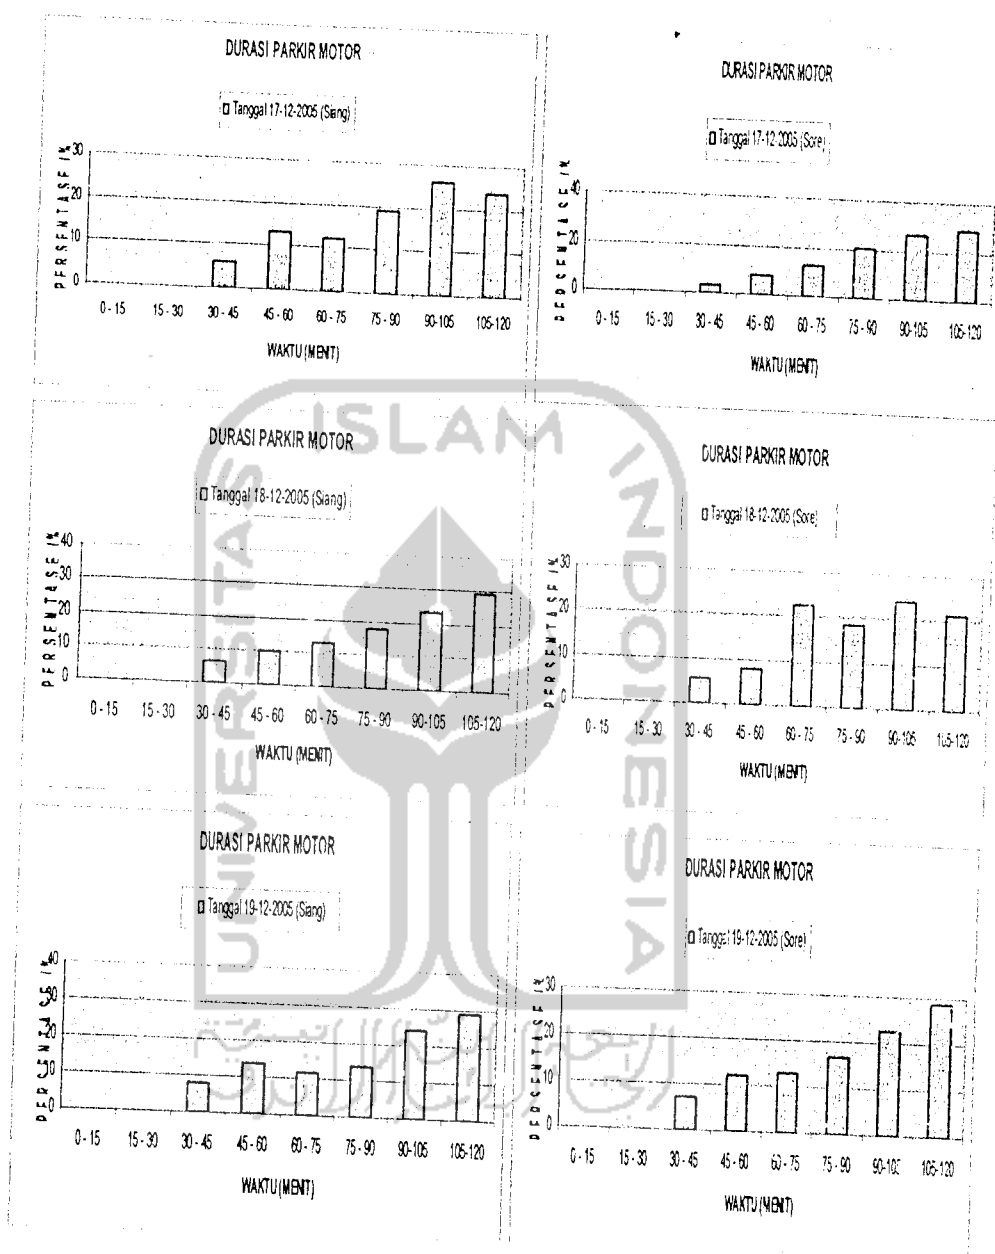 DURASI PARKIR MOTOR
Tanggal 17-12-2005 (Siang)
PERSENTASE IN %
30
20
10
0
0 - 15 15 - 30 30 - 45 45 - 60 60 - 75 75 - 90 90-105 105-120
WAKTU (MENIT)
DURASI PARKIR MOTOR
Tanggal 17-12-2005 (Sore)
PERSENTASE IN %
40
20
0
0 - 15 15 - 30 30 - 45 45 - 60 60 - 75 75 - 90 90-105 105-120
WAKTU (MENIT)
DURASI PARKIR MOTOR
Tanggal 18-12-2005 (Siang)
PERSENTASE IN %
40
30
20
10
0
0 - 15 15 - 30 30 - 45 45 - 60 60 - 75 75 - 90 90-105 105-120
WAKTU (MENIT)
DURASI PARKIR MOTOR
Tanggal 18-12-2005 (Sore)
PERSENTASE IN %
30
20
10
0
0 - 15 15 - 30 30 - 45 45 - 60 60 - 75 75 - 90 90-105 105-120
WAKTU (MENIT)
DURASI PARKIR MOTOR
Tanggal 19-12-2005 (Siang)
PERSENTASE IN %
40
30
20
10
0
0 - 15 15 - 30 30 - 45 45 - 60 60 - 75 75 - 90 90-105 105-120
WAKTU (MENIT)
DURASI PARKIR MOTOR
Tanggal 19-12-2005 (Sore)
PERSENTASE IN %
30
20
10
0
0 - 15 15 - 30 30 - 45 45 - 60 60 - 75 75 - 90 90-105 105-120
WAKTU (MENIT)
UNIVERSITAS
ISLAM
INDONESIA